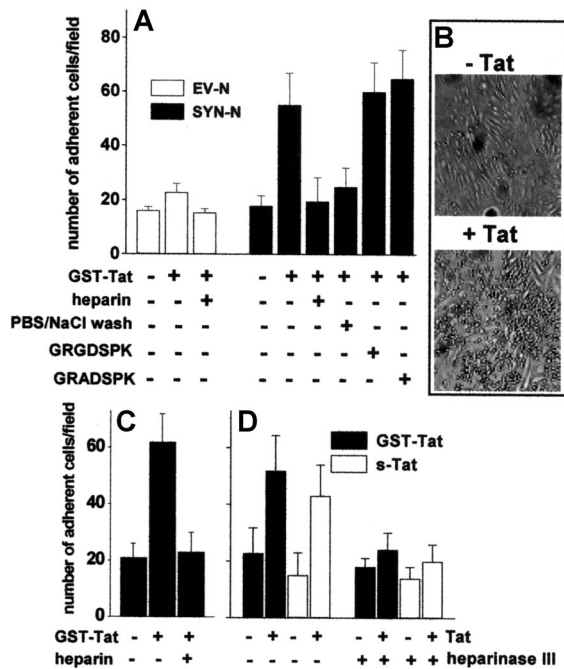 A
number of adherent cells/field
80
60
40
20
0
EV-N
SYN-N
GST-Tat - + + - + + + + +
heparin - - + - - + - - -
PBS/NaCl wash - - - - - - + - -
GRGDSPK - - - - - - - + -
GRADSPK - - - - - - - - +
B
- Tat
+ Tat
C
number of adherent cells/field
60
40
20
0
GST-Tat - + +
heparin - - +
D
GST-Tat
s-Tat
- + - + - + - + Tat
- - - - + + + + heparinase III